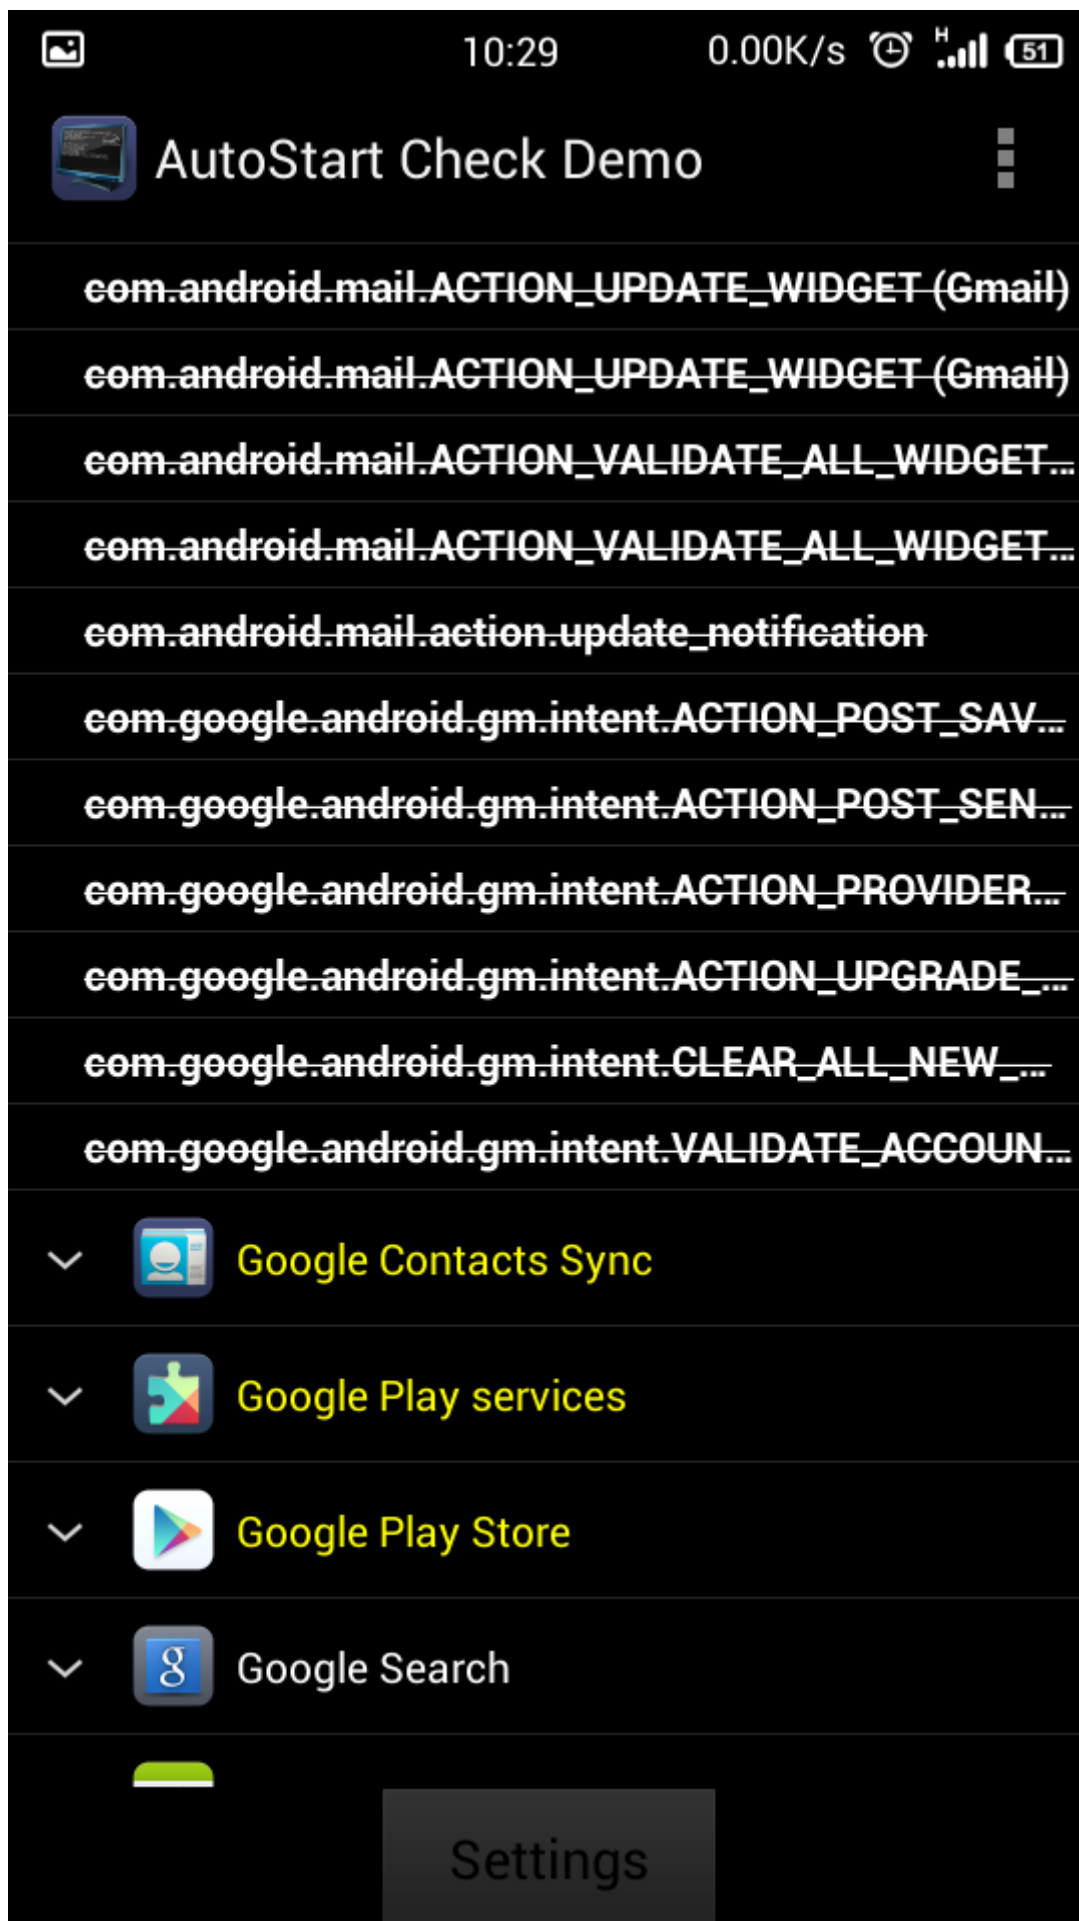 10:29 0.00K/s H 51
AutoStart Check Demo
com.android.mail.ACTION_UPDATE_WIDGET (Gmail)
com.android.mail.ACTION_UPDATE_WIDGET (Gmail)
com.android.mail.ACTION_VALIDATE_ALL_WIDGET...
com.android.mail.ACTION_VALIDATE_ALL_WIDGET...
com.android.mail.action.update_notification
com.google.android.gm.intent.ACTION_POST_SAV...
com.google.android.gm.intent.ACTION_POST_SEN...
com.google.android.gm.intent.ACTION_PROVIDER...
com.google.android.gm.intent.ACTION_UPGRADE_...
com.google.android.gm.intent.CLEAR_ALL_NEW_...
com.google.android.gm.intent.VALIDATE_ACCOUN...
Google Contacts Sync
Google Play services
Google Play Store
g Google Search
Settings